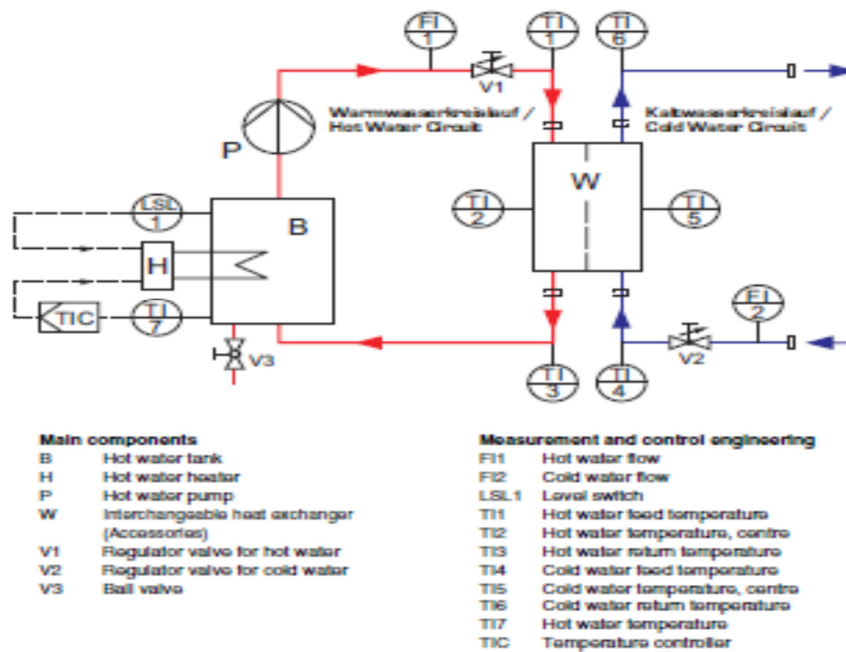 FI 1
TI 1
TI 6
V1
Warmwasserkreislauf /
Hot Water Circuit
Kaltwasserkreislauf /
Cold Water Circuit
P
W
LSL 1
B
TI 2
TI 5
H
FI 2
TIC
TI 7
V3
V2
TI 3
TI 4
Main components
B Hot water tank
H Hot water heater
P Hot water pump
W Interchangeable heat exchanger
(Accessories)
V1 Regulator valve for hot water
V2 Regulator valve for cold water
V3 Ball valve
Measurement and control engineering
FI1 Hot water flow
FI2 Cold water flow
LSL1 Level switch
TI1 Hot water feed temperature
TI2 Hot water temperature, centre
TI3 Hot water return temperature
TI4 Cold water feed temperature
TI5 Cold water temperature, centre
TI6 Cold water return temperature
TI7 Hot water temperature
TIC Temperature controller